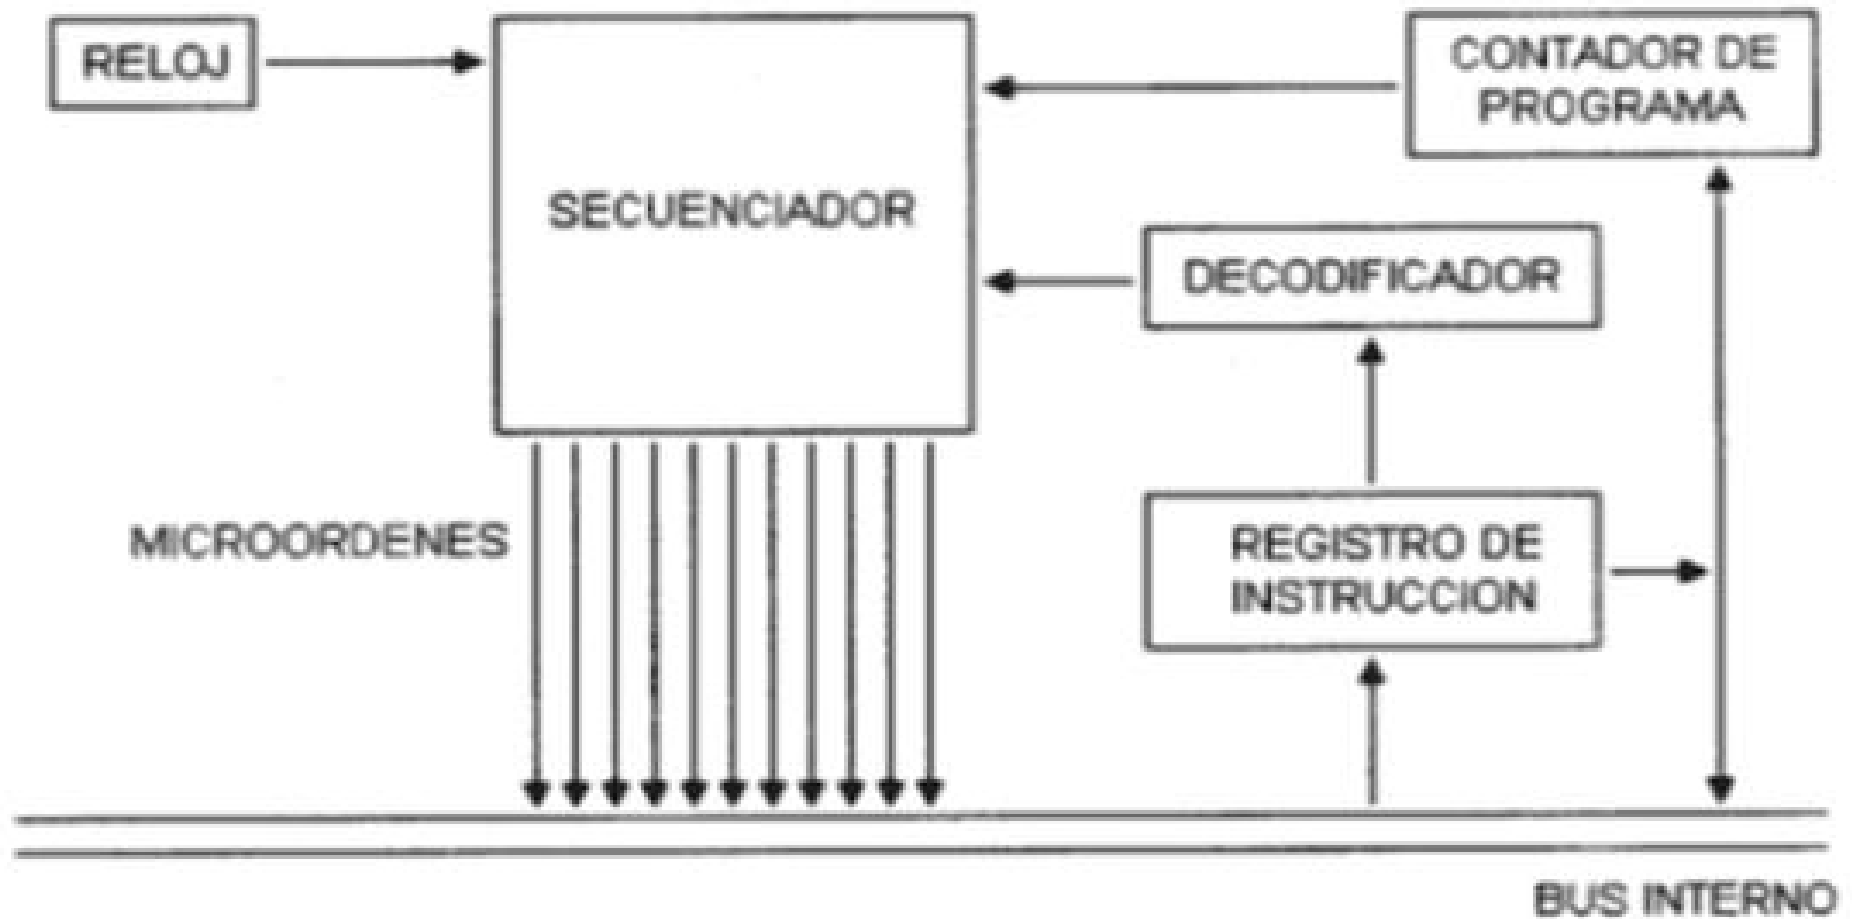 RELOJ
CONTADOR DE
PROGRAMA
SECUENCIADOR
DECODIFICADOR
MICROORDENES
REGISTRO DE
INSTRUCCION
BUS INTERNO